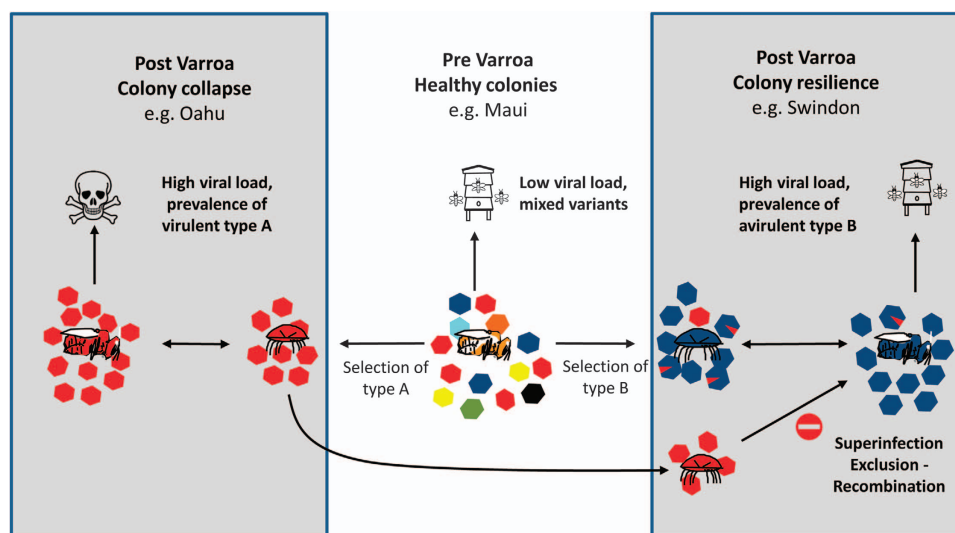 Post Varroa
Colony collapse
e.g. Oahu
High viral load,
prevalence of
virulent type A
Pre Varroa
Healthy colonies
e.g. Maui
Low viral load,
mixed variants
Selection of
type A
Selection of
type B
Post Varroa
Colony resilience
e.g. Swindon
High viral load,
prevalence of
avirulent type B
Superinfection
Exclusion -
Recombination